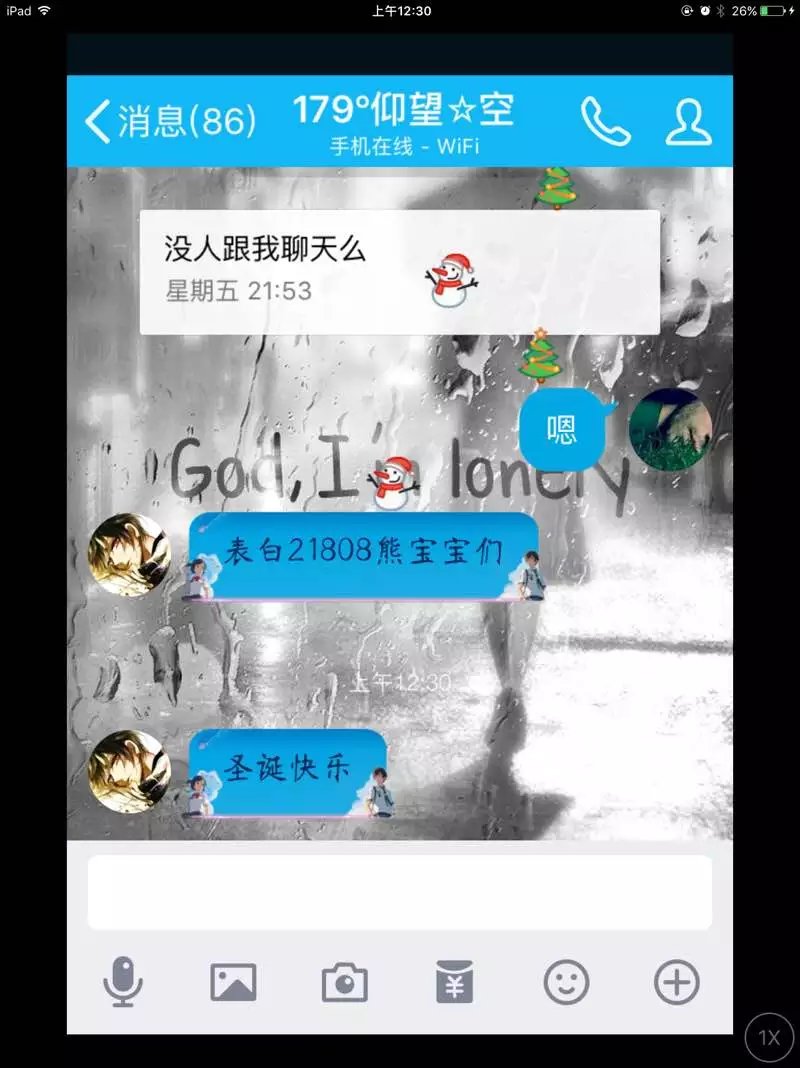 iPad 上午12:30 26%
消息(86) 179°仰望☆空
手机在线 - WiFi
没人跟我聊天么
星期五 21:53
嗯
God, I'm lonely
表白21808熊宝宝们
上午12:30
圣诞快乐
¥
1X